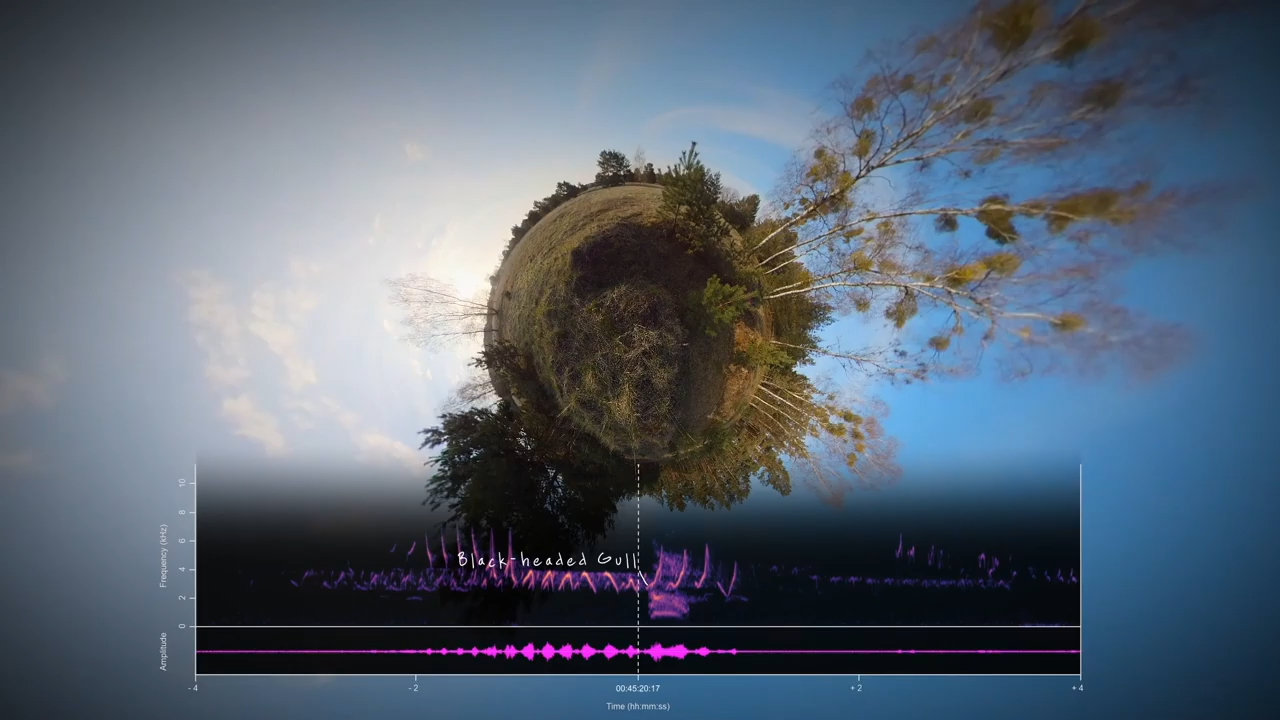 Black-headed Gull
Frequency (kHz)
10
8
6
4
2
0
Amplitude
- 4
- 2
00:45:20:17
+ 2
+ 4
Time (hh:mm:ss)